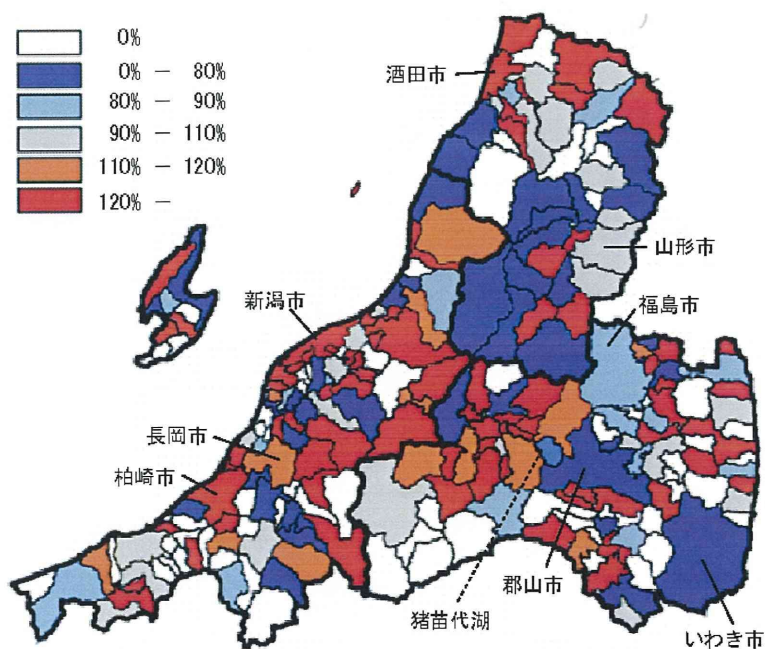 0%
0% - 80%
80% - 90%
90% - 110%
110% - 120%
120% -
酒田市
山形市
新潟市
福島市
長岡市
柏崎市
郡山市
猪苗代湖
いわき市